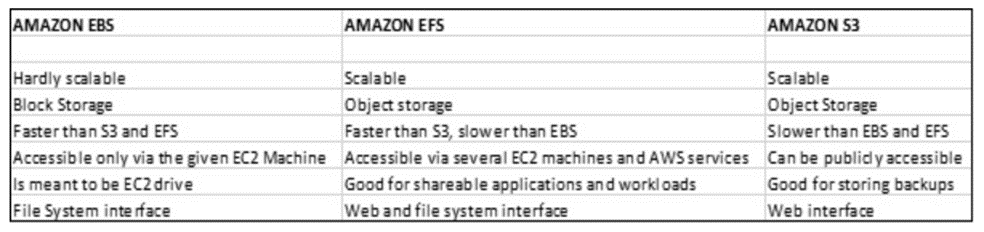 AMAZON EBS AMAZON EFS AMAZON S3
Hardly scalable Scalable Scalable
Block Storage Object storage Object Storage
Faster than S3 and EFS Faster than S3, slower than EBS Slower than EBS and EFS
Accessible only via the given EC2 Machine Accessible via several EC2 machines and AWS services Can be publicly accessible
Is meant to be EC2 drive Good for shareable applications and workloads Good for storing backups
File System interface Web and file system interface Web interface